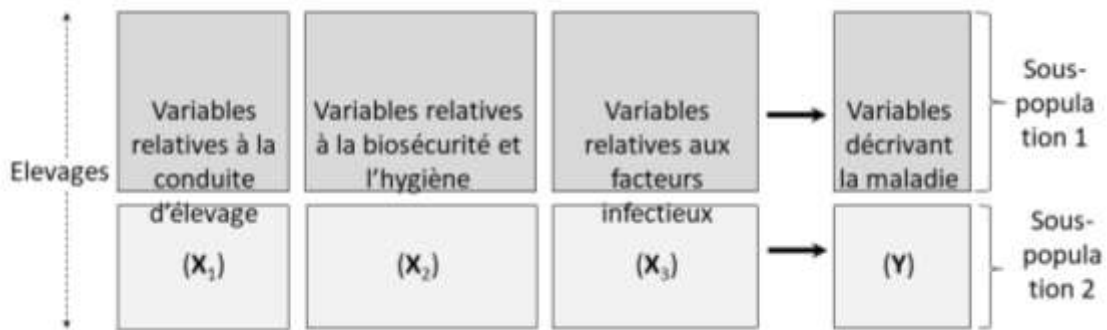 Elevages
Variables
relatives à la
conduite
d'élevage
(X₁)
Variables relatives
à la biosécurité et
l'hygiène
(X₂)
Variables
relatives aux
facteurs
infectieux
(X₃)
Variables
décrivant
la maladie
(Y)
Sous-
popula
tion 1
Sous-
popula
tion 2